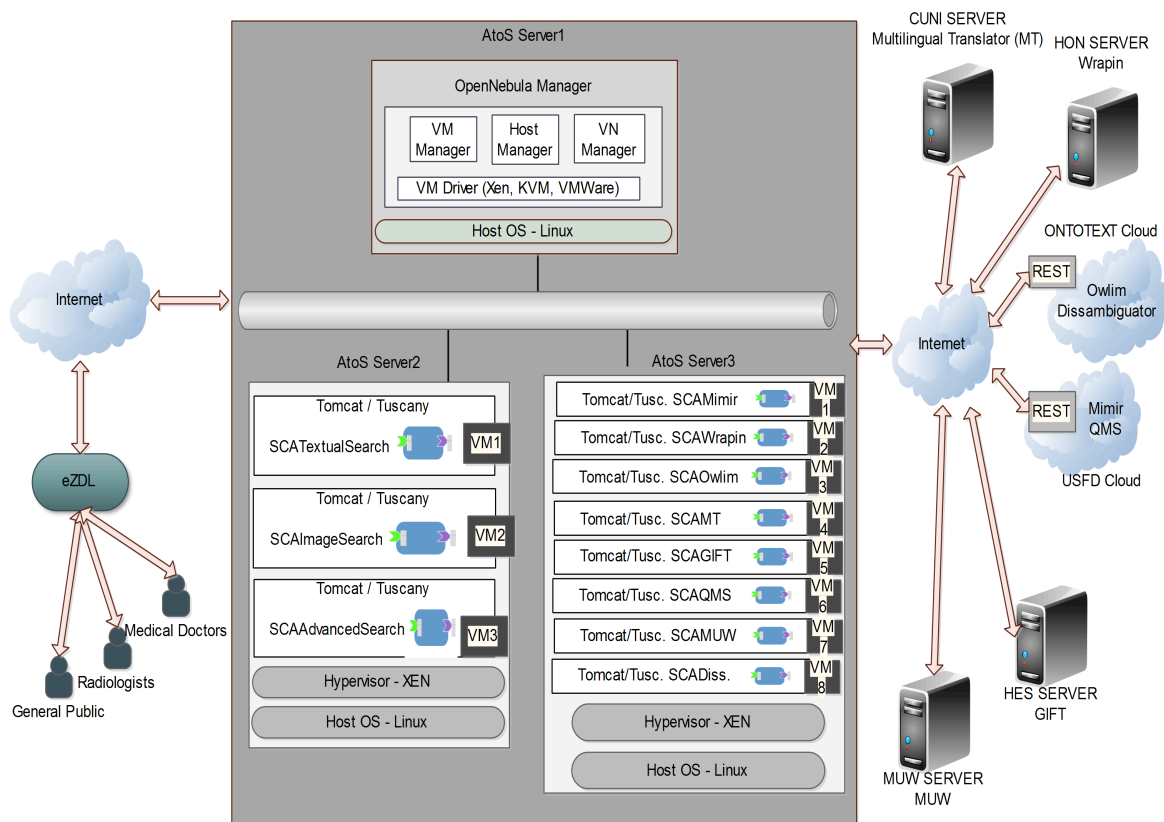 CUNI SERVER
Multilingual Translator (MT)
HON SERVER
Wrapin
AtoS Server1
OpenNebula Manager
VM
Manager
Host
Manager
VN
Manager
VM Driver (Xen, KVM, VMWare)
Host OS - Linux
Internet
eZDL
Medical Doctors
Radiologists
General Public
AtoS Server2
Tomcat / Tuscany
SCATextualSearch
VM1
Tomcat / Tuscany
SCAImageSearch
VM2
Tomcat / Tuscany
SCAAdvancedSearch
VM3
Hypervisor - XEN
Host OS - Linux
AtoS Server3
Tomcat/Tusc. SCAMimir
VM
1
Tomcat/Tusc. SCAWrapin
VM
2
Tomcat/Tusc. SCAOwlim
VM
3
Tomcat/Tusc. SCAMT
VM
4
Tomcat/Tusc. SCAGIFT
VM
5
Tomcat/Tusc. SCAQMS
VM
6
Tomcat/Tusc. SCAMUW
VM
7
Tomcat/Tusc. SCADiss.
VM
8
Hypervisor - XEN
Host OS - Linux
Internet
ONTOTEXT Cloud
REST
Owlim
Dissambiguator
REST
Mimir
QMS
USFD Cloud
HES SERVER
GIFT
MUW SERVER
MUW